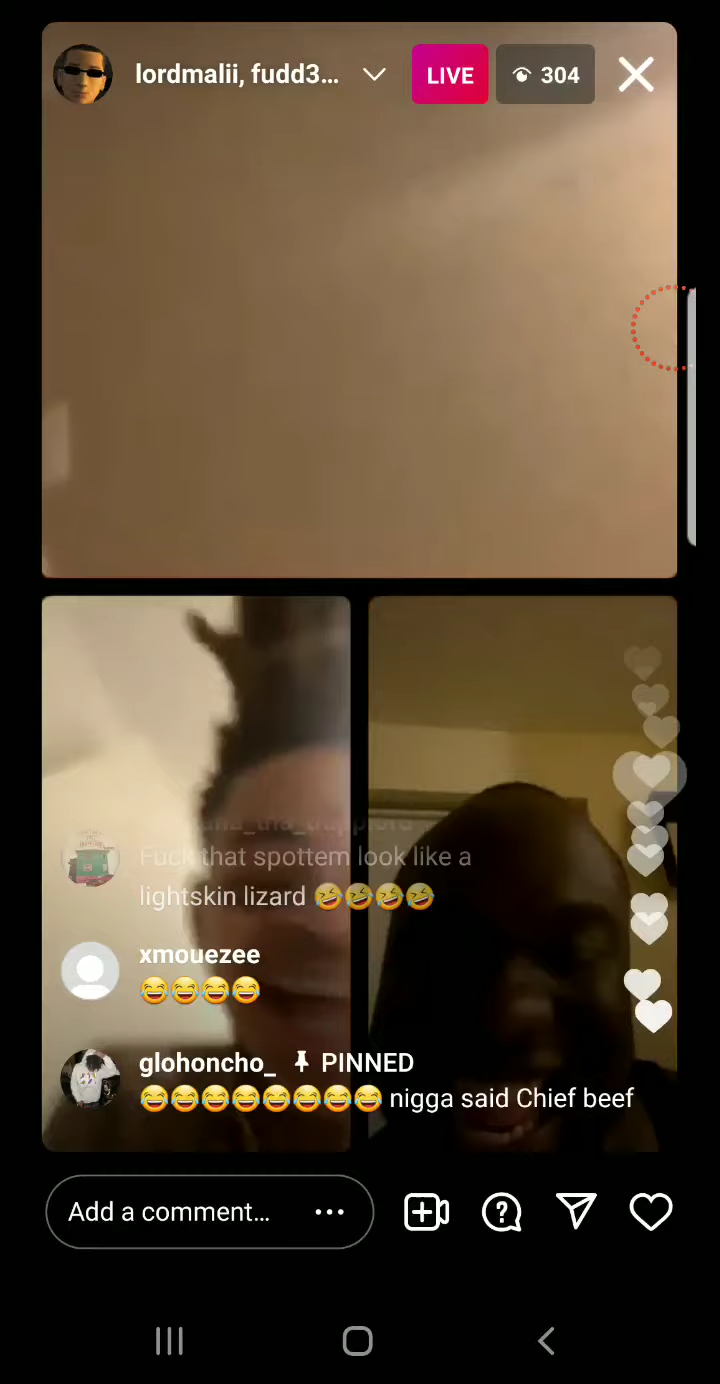 lordmalii, fudd3...
LIVE
304
Fuck that spottem look like a
lightskin lizard 🤣🤣🤣🤣
xmouezee
😂😂😂😂
glohoncho_ PINNED
😂😂😂😂😂😂😂😂 nigga said Chief beef
Add a comment...